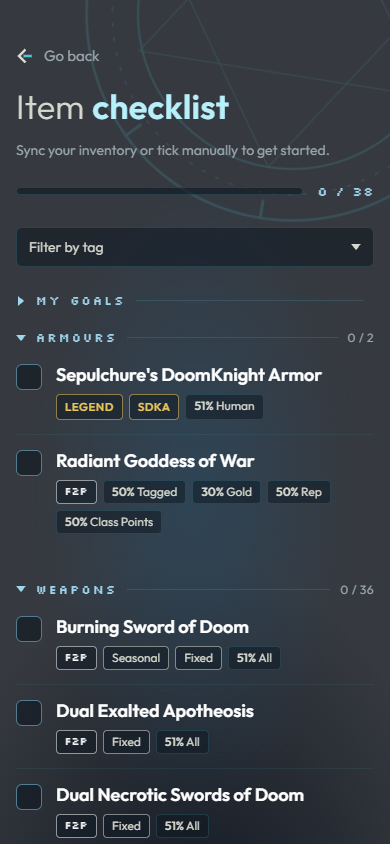 Go back
Item checklist
Sync your inventory or tick manually to get started.
0 / 38
Filter by tag
MY GOALS
ARMOURS 0 / 2
Sepulchure's DoomKnight Armor
LEGEND SDKA 51% Human
Radiant Goddess of War
F2P 50% Tagged 30% Gold 50% Rep
50% Class Points
WEAPONS 0 / 36
Burning Sword of Doom
F2P Seasonal Fixed 51% All
Dual Exalted Apotheosis
F2P Fixed 51% All
Dual Necrotic Swords of Doom
F2P Fixed 51% All